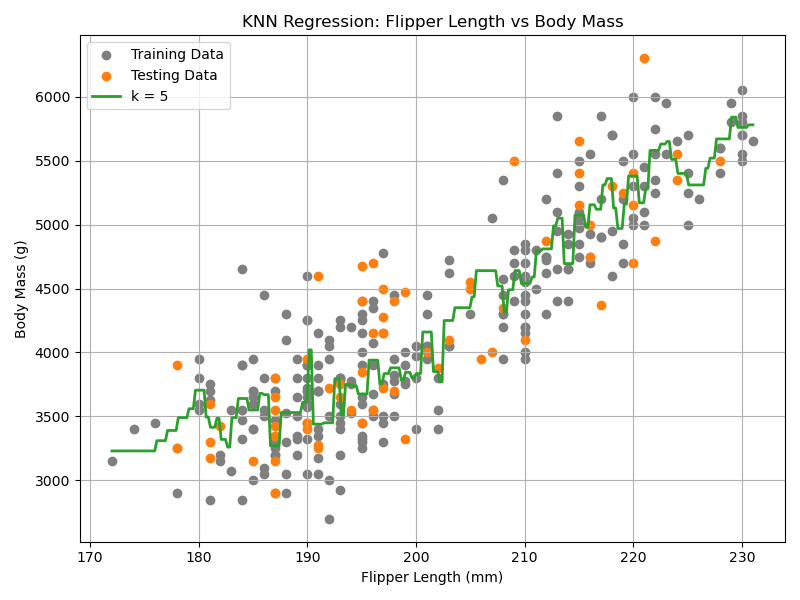 KNN Regression: Flipper Length vs Body Mass
Training Data
Testing Data
k = 5
Body Mass (g)
6000
5500
5000
4500
4000
3500
3000
170
180
190
200
210
220
230
Flipper Length (mm)